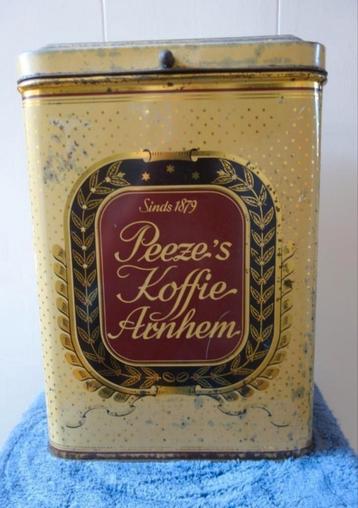 Sinds 1879
Peeze's
Koffie
Arnhem